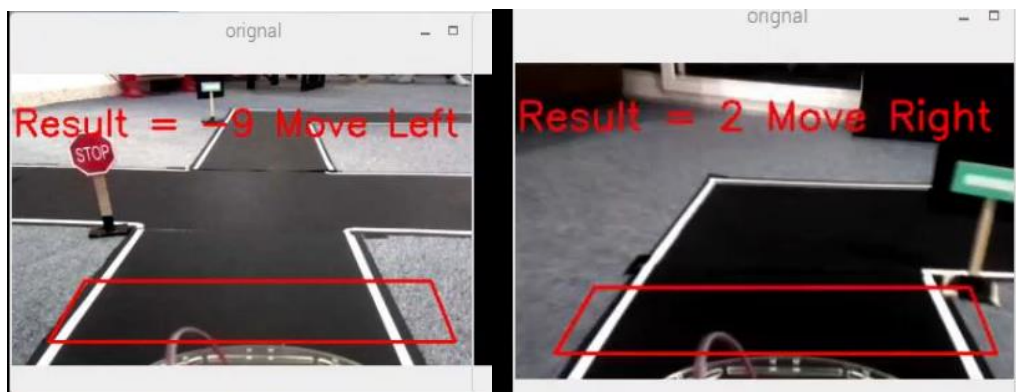 orignal
Result = -9 Move Left
STOP
orignal
Result = 2 Move Right